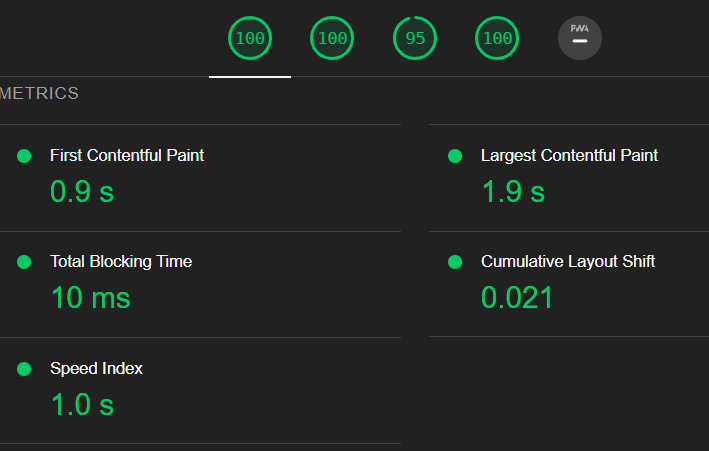 100 100 95 100 PWA
METRICS
First Contentful Paint
0.9 s
Largest Contentful Paint
1.9 s
Total Blocking Time
10 ms
Cumulative Layout Shift
0.021
Speed Index
1.0 s